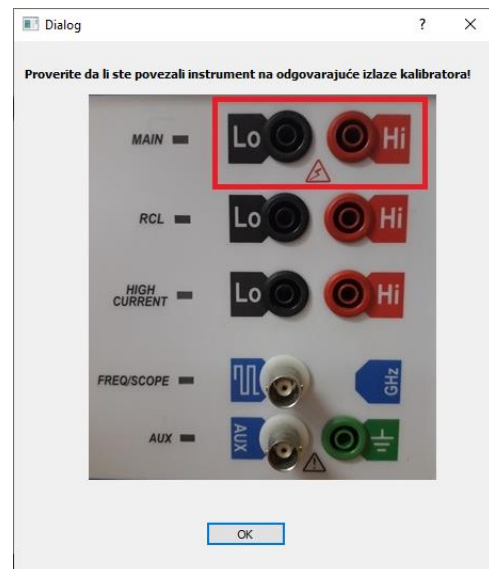 Dialog
?
Proverite da li ste povezali instrument na odgovarajuće izlaze kalibratora!
MAIN Lo Hi
RCL Lo Hi
HIGH CURRENT Lo Hi
FREQ/SCOPE GHz
AUX AUX
OK